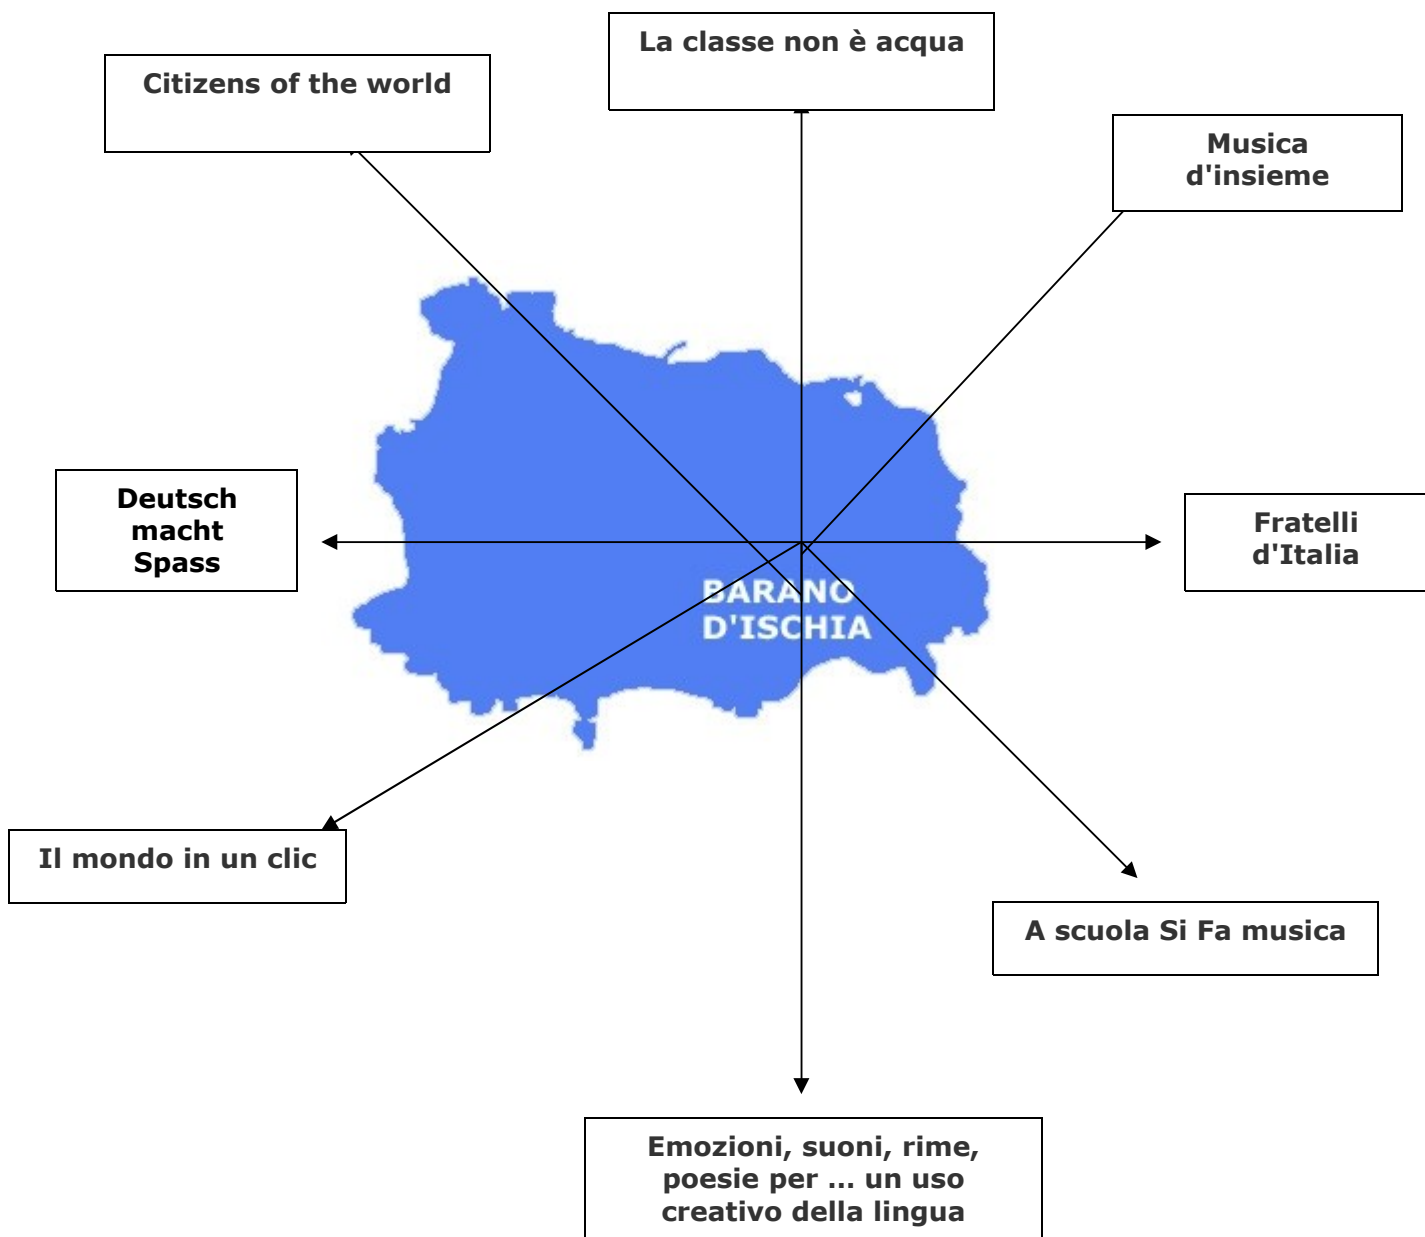 La classe non è acqua
Citizens of the world
Musica
d'insieme
Deutsch
macht
Spass
Fratelli
d'Italia
BARANO
D'ISCHIA
Il mondo in un clic
A scuola Si Fa musica
Emozioni, suoni, rime,
poesie per ... un uso
creativo della lingua